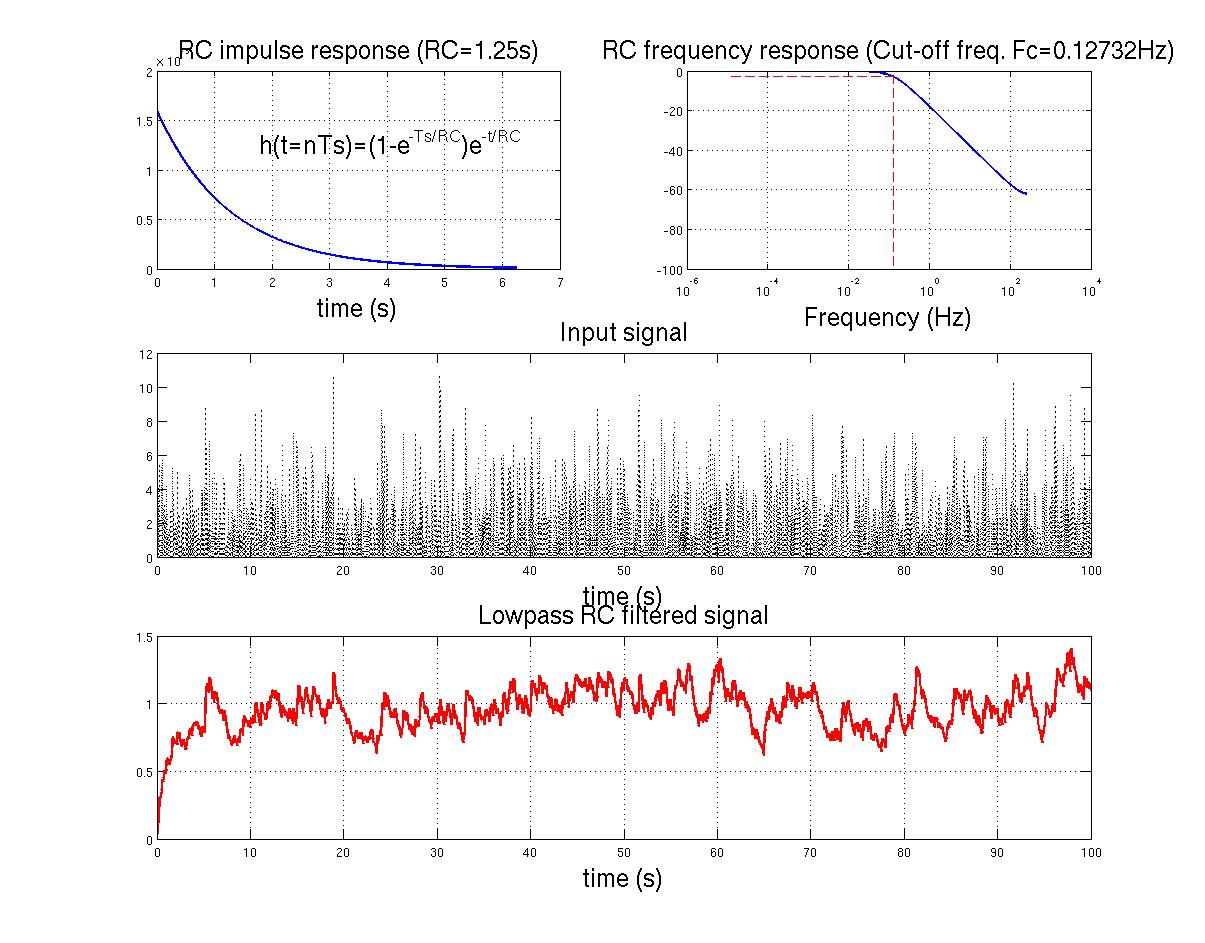 RC impulse response (RC=1.25s)
×10
2
1.5
1
0.5
0
h(t=nTs)=(1-e^-Ts/RC)e^-t/RC
0 1 2 3 4 5 6 7
time (s)
RC frequency response (Cut-off freq. Fc=0.12732Hz)
0
-20
-40
-60
-80
-100
10^-6 10^-4 10^-2 10^0 10^2 10^4
Frequency (Hz)
Input signal
12
10
8
6
4
2
0
0 10 20 30 40 50 60 70 80 90 100
time (s)
Lowpass RC filtered signal
1.5
1
0.5
0
0 10 20 30 40 50 60 70 80 90 100
time (s)